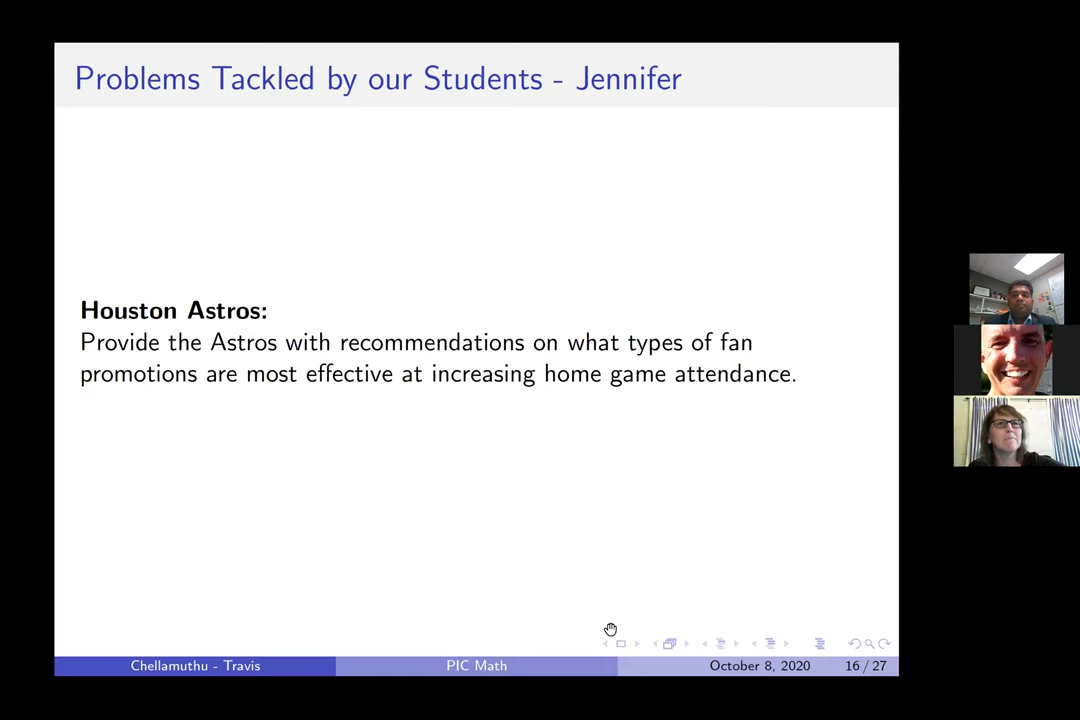 Problems Tackled by our Students - Jennifer
Houston Astros:
Provide the Astros with recommendations on what types of fan
promotions are most effective at increasing home game attendance.
Chellamuthu - Travis PIC Math October 8, 2020 16 / 27